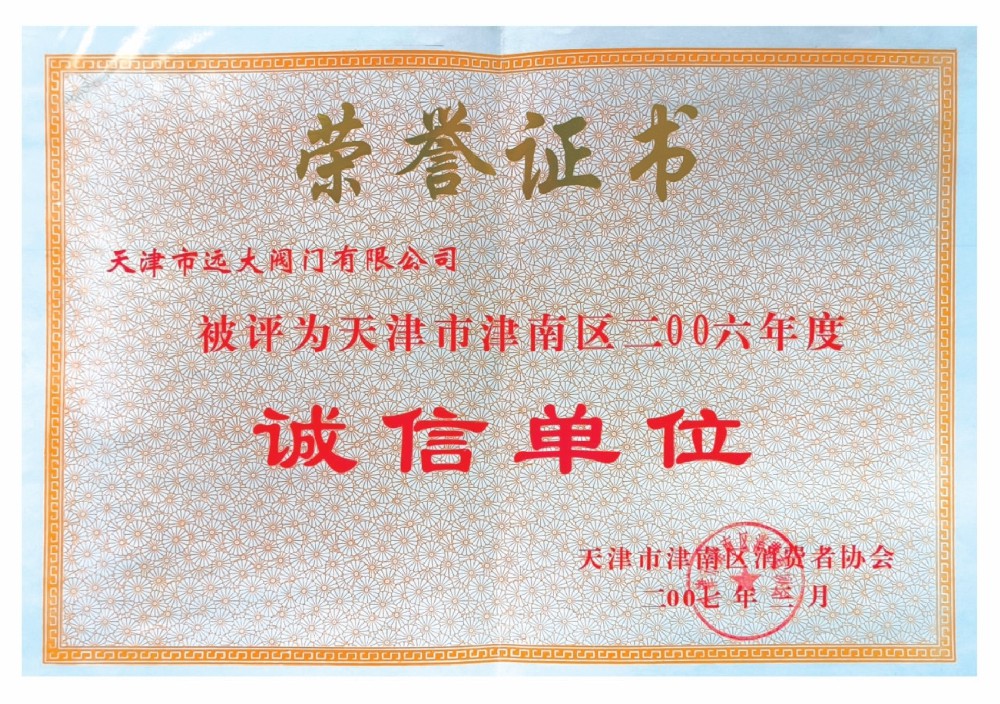 荣誉证书
天津市远大阀门有限公司
被评为天津市津南区二00六年度
诚信单位
天津市津南区消费者协会
二00七年 月